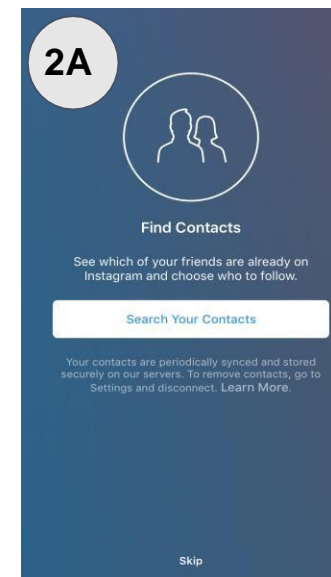 2A
Find Contacts
See which of your friends are already on
Instagram and choose who to follow.
Search Your Contacts
Your contacts are periodically synced and stored
securely on our servers. To remove contacts, go to
Settings and disconnect. Learn More.
Skip